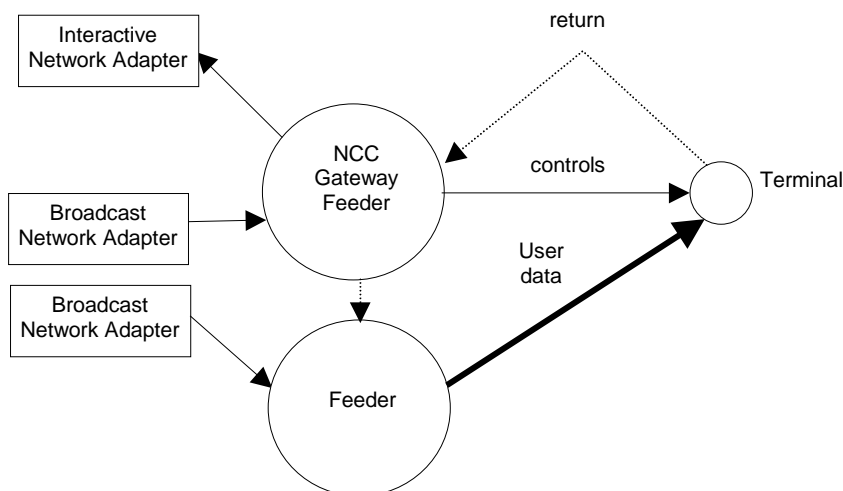 return
Interactive
Network Adapter
NCC
Gateway
Feeder
controls
Terminal
Broadcast
Network Adapter
User
data
Broadcast
Network Adapter
Feeder